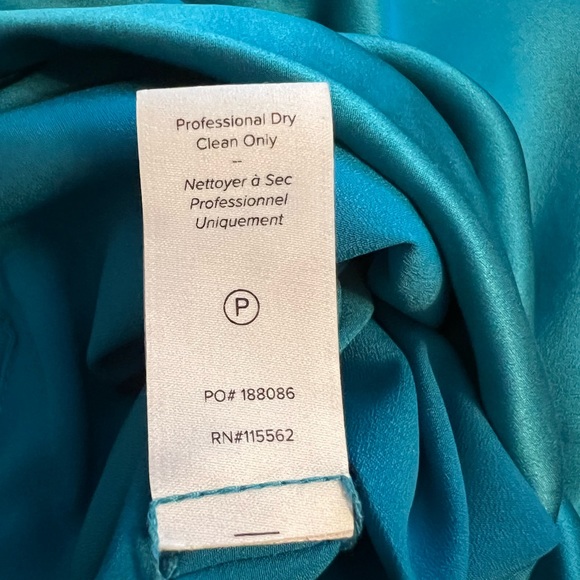 Professional Dry
Clean Only
--
Nettoyer à Sec
Professionnel
Uniquement
P
PO# 188086
RN#115562